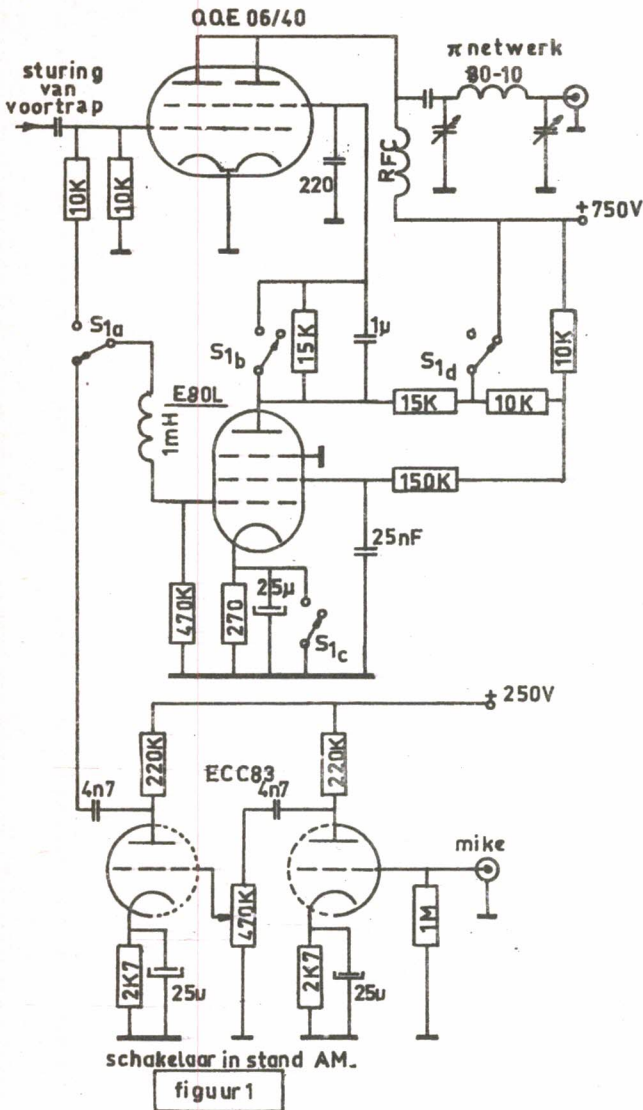 QQE 06/40
sturing
van
voortrap
π netwerk
80-10
10K
10K
220
RFC
+750V
S1a
S1b
15K
1µ
S1d
10K
E80L
1mH
15K
10K
150K
25nF
470K
270
25µ
S1c
+ 250V
220K
ECC83
220K
4n7
4n7
mike
470K
1M
2K7
25µ
2K7
25µ
schakelaar in stand AM.
figuur 1